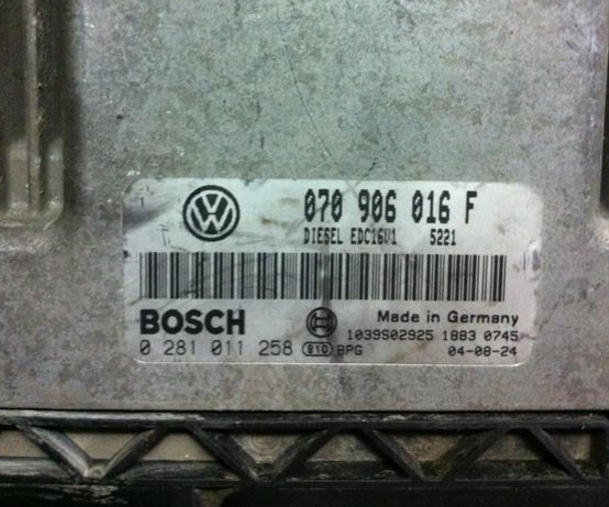 070 906 016 F
DIESEL EDC16U1 5221
BOSCH
Made in Germany
1039S02925 1883 0745
0 281 011 258 810 BPG 04-08-24